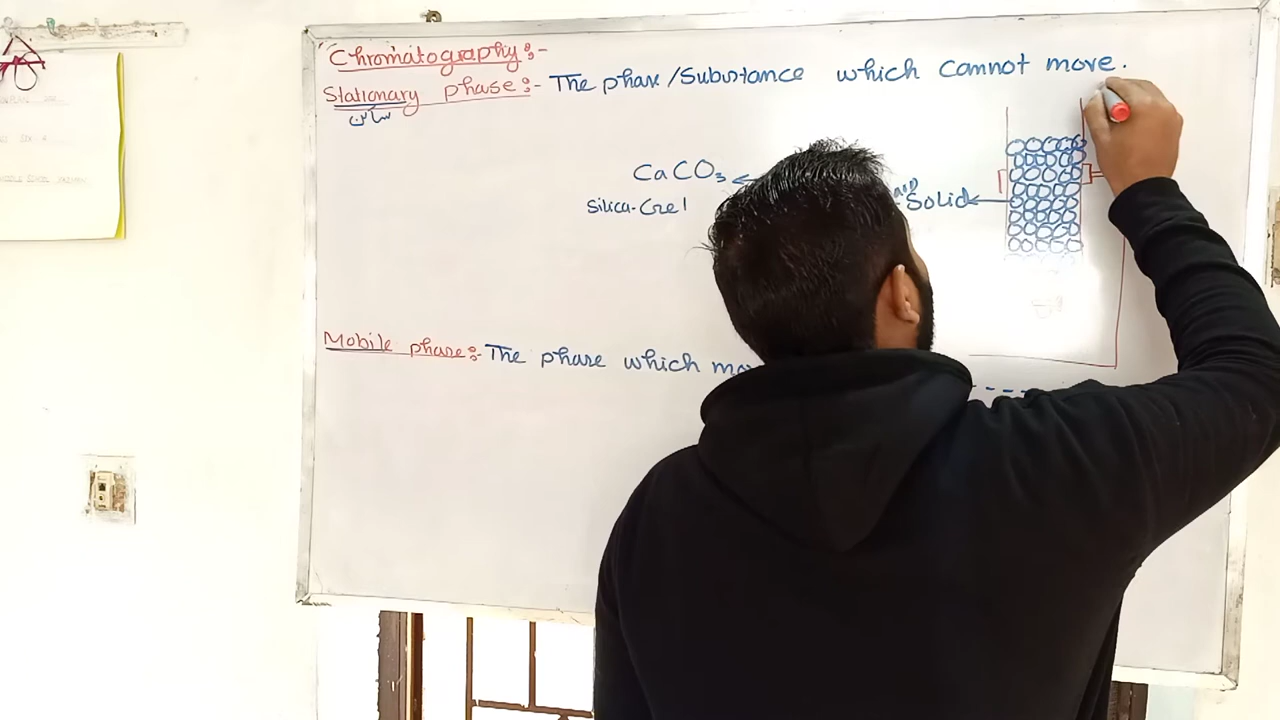 Chromatography:-
Stationary phase:- The phase/Substance which cannot move.
ساکن
CaCO₃ ← Solid ←
Silica-Gel
Mobile phase:- The phase which